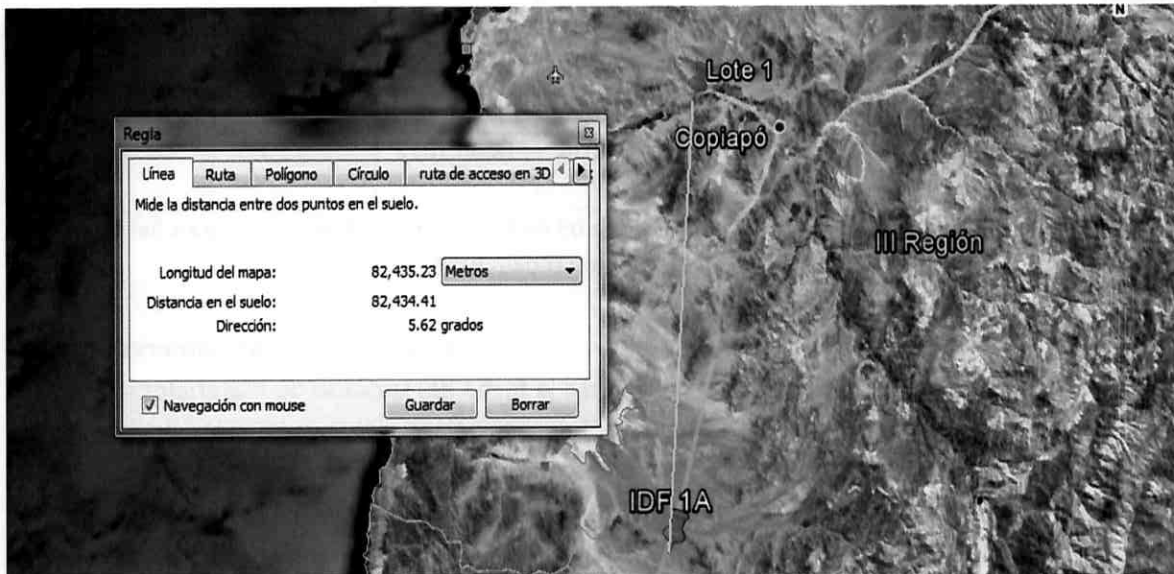 N
Lote 1
Copiapó
III Región
IDF 1A
Regla
Línea Ruta Polígono Círculo ruta de acceso en 3D
Mide la distancia entre dos puntos en el suelo.
Longitud del mapa: 82,435.23 Metros
Distancia en el suelo: 82,434.41
Dirección: 5.62 grados
Navegación con mouse Guardar Borrar